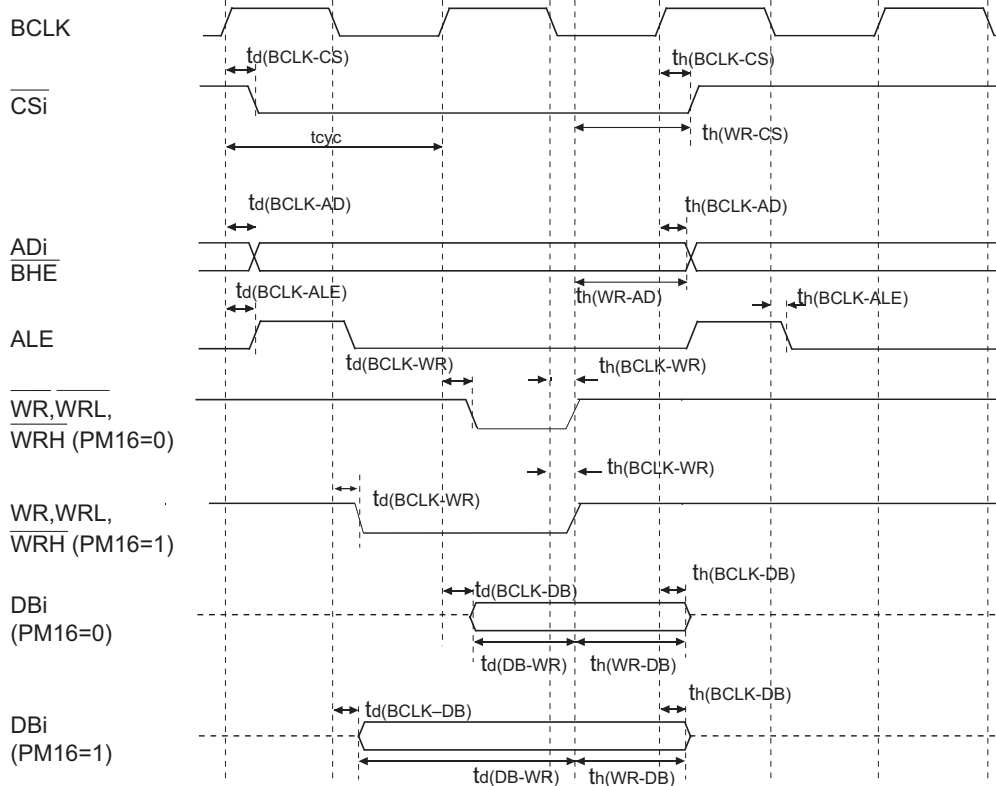 BCLK
td(BCLK-CS)
th(BCLK-CS)
CSi
tcyc
th(WR-CS)
td(BCLK-AD)
th(BCLK-AD)
ADi
BHE
td(BCLK-ALE)
th(WR-AD)
th(BCLK-ALE)
ALE
td(BCLK-WR)
th(BCLK-WR)
WR,WRL,
WRH (PM16=0)
th(BCLK-WR)
td(BCLK-WR)
WR,WRL,
WRH (PM16=1)
th(BCLK-DB)
td(BCLK-DB)
DBi
(PM16=0)
td(DB-WR)
th(WR-DB)
th(BCLK-DB)
td(BCLK–DB)
DBi
(PM16=1)
td(DB-WR)
th(WR-DB)